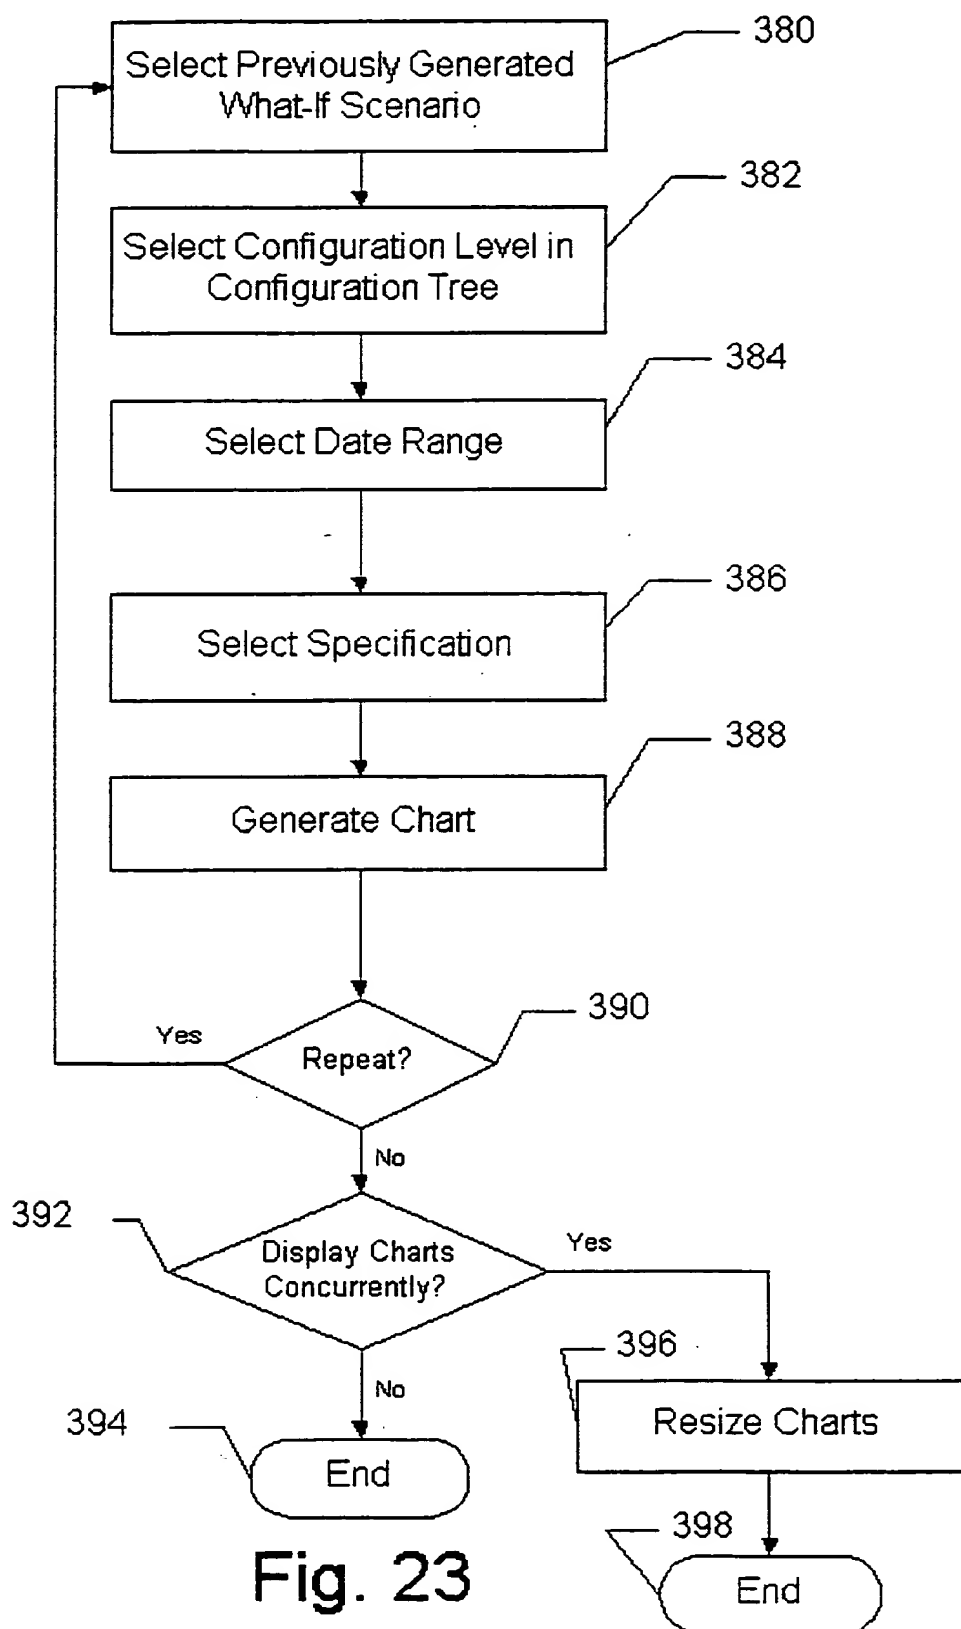 380
Select Previously Generated
What-If Scenario
382
Select Configuration Level in
Configuration Tree
384
Select Date Range
386
Select Specification
388
Generate Chart
390
Yes
Repeat?
No
392
Display Charts
Concurrently?
Yes
396
No
Resize Charts
394
End
398
End
Fig. 23